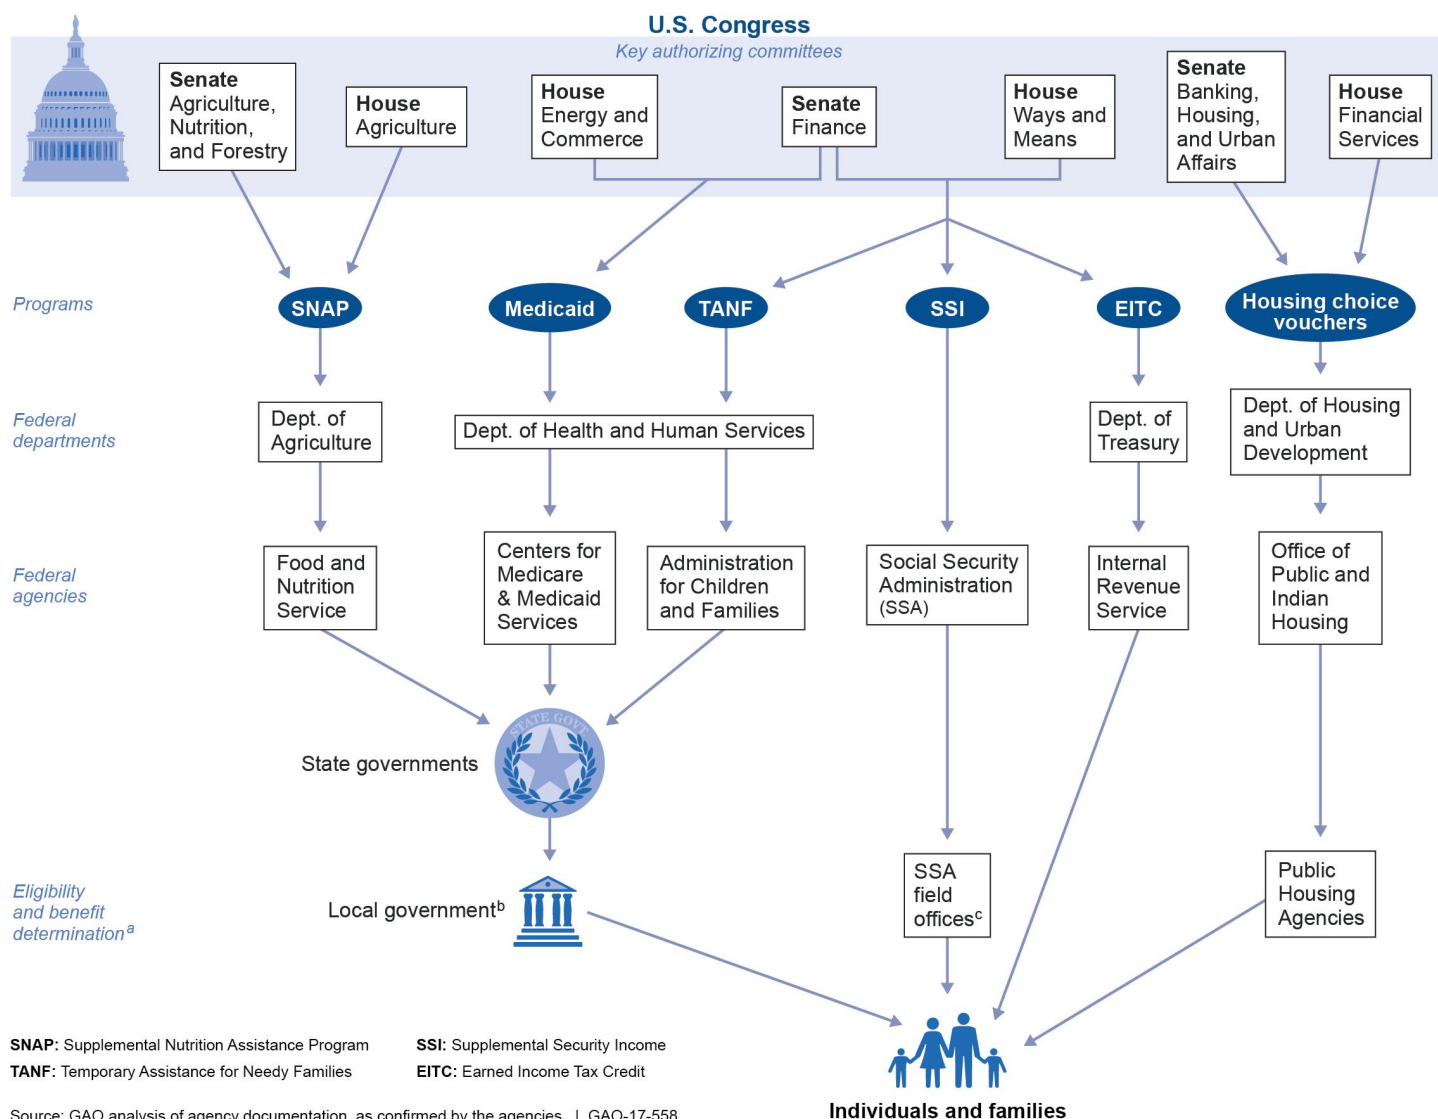 U.S. Congress
Key authorizing committees
Senate
Agriculture,
Nutrition,
and Forestry
House
Agriculture
House
Energy and
Commerce
Senate
Finance
House
Ways and
Means
Senate
Banking,
Housing,
and Urban
Affairs
House
Financial
Services
Programs
SNAP
Medicaid
TANF
SSI
EITC
Housing choice
vouchers
Federal
departments
Dept. of
Agriculture
Dept. of Health and Human Services
Dept. of
Treasury
Dept. of Housing
and Urban
Development
Federal
agencies
Food and
Nutrition
Service
Centers for
Medicare
& Medicaid
Services
Administration
for Children
and Families
Social Security
Administration
(SSA)
Internal
Revenue
Service
Office of
Public and
Indian
Housing
STATE GOVT.
State governments
Eligibility
and benefit
determination a
Local government b
SSA
field
offices c
Public
Housing
Agencies
SNAP: Supplemental Nutrition Assistance Program
SSI: Supplemental Security Income
TANF: Temporary Assistance for Needy Families
EITC: Earned Income Tax Credit
Individuals and families
Source: GAO analysis of agency documentation, as confirmed by the agencies. | GAO-17-558